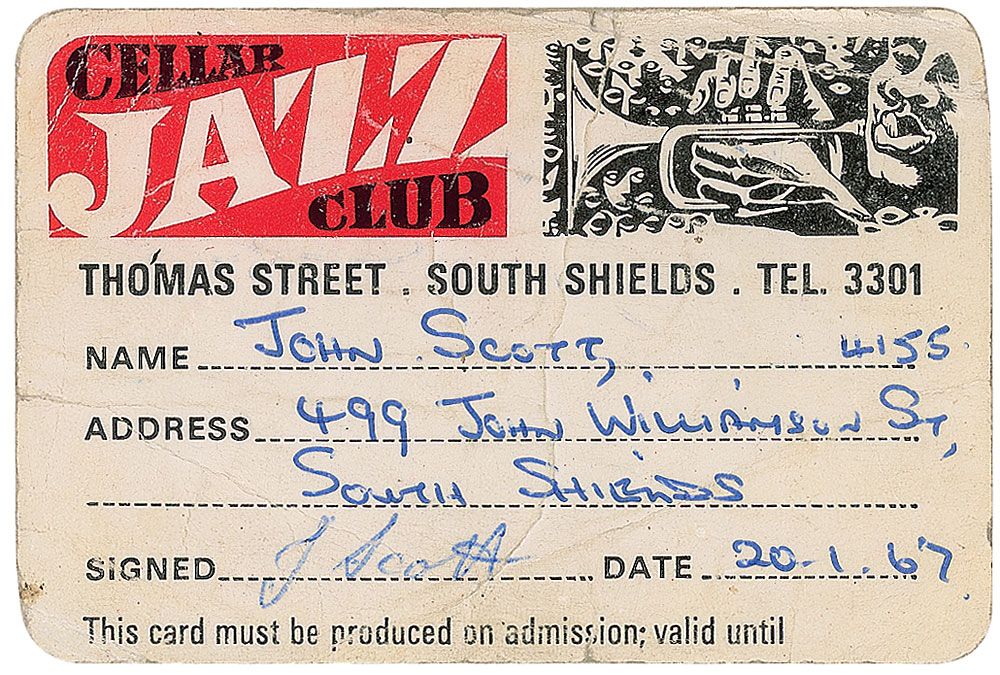 CELLAR
JAZZ
CLUB
THOMAS STREET . SOUTH SHIELDS . TEL. 3301
NAME John Scott, 4155
ADDRESS 499 John Williamson St,
South Shields
SIGNED J Scott DATE 20.1.67
This card must be produced on admission; valid until